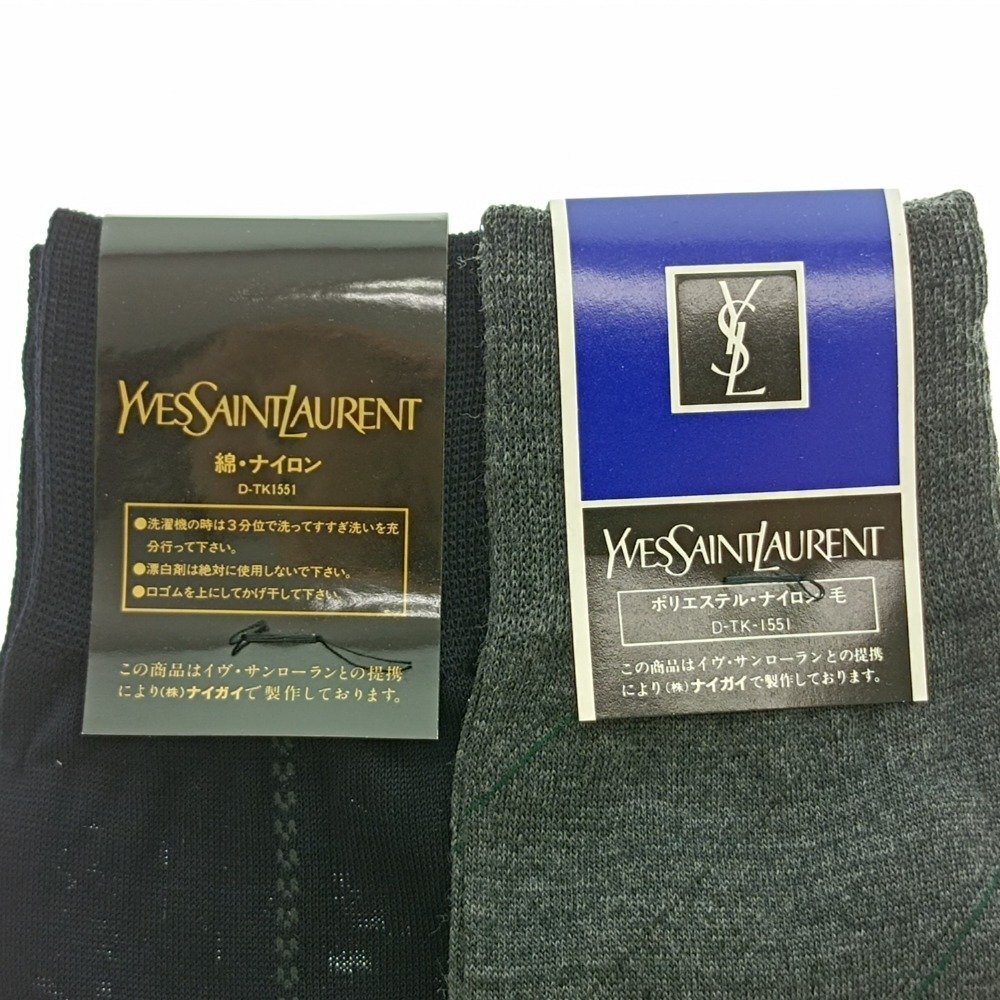 YVESSAINTLAURENT
綿・ナイロン
D-TK1551
●洗濯機の時は3分位で洗ってすすぎ洗いを充
分行って下さい。
●漂白剤は絶対に使用しないで下さい。
●口ゴムを上にしてかげ干して下さい
この商品はイヴ・サンローランとの提携
により(株)ナイガイで製作しております。
YSL
YVESSAINTLAURENT
ポリエステル・ナイロン 毛
D-TK-1551
この商品はイヴ・サンローランとの提携
により(株)ナイガイで製作しております。